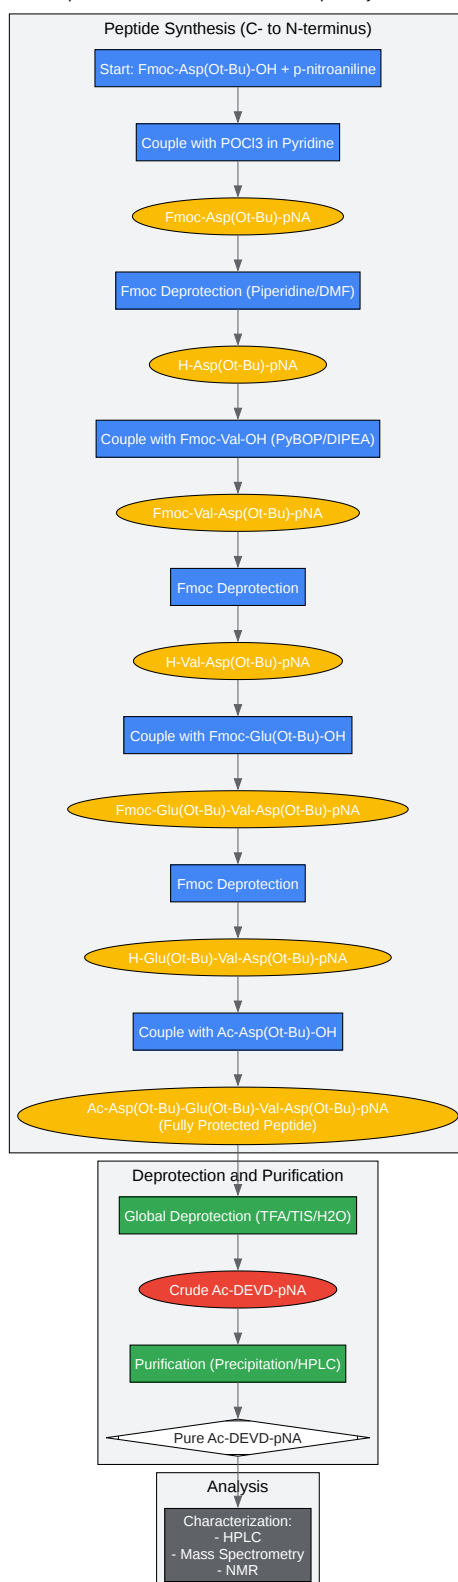 Peptide Synthesis (C- to N-terminus)
Start: Fmoc-Asp(Ot-Bu)-OH + p-nitroaniline
Couple with POCl3 in Pyridine
Fmoc-Asp(Ot-Bu)-pNA
Fmoc Deprotection (Piperidine/DMF)
H-Asp(Ot-Bu)-pNA
Couple with Fmoc-Val-OH (PyBOP/DIPEA)
Fmoc-Val-Asp(Ot-Bu)-pNA
Fmoc Deprotection
H-Val-Asp(Ot-Bu)-pNA
Couple with Fmoc-Glu(Ot-Bu)-OH
Fmoc-Glu(Ot-Bu)-Val-Asp(Ot-Bu)-pNA
Fmoc Deprotection
H-Glu(Ot-Bu)-Val-Asp(Ot-Bu)-pNA
Couple with Ac-Asp(Ot-Bu)-OH
Ac-Asp(Ot-Bu)-Glu(Ot-Bu)-Val-Asp(Ot-Bu)-pNA
(Fully Protected Peptide)
Deprotection and Purification
Global Deprotection (TFA/TIS/H2O)
Crude Ac-DEVD-pNA
Purification (Precipitation/HPLC)
Pure Ac-DEVD-pNA
Analysis
Characterization:
- HPLC
- Mass Spectrometry
- NMR